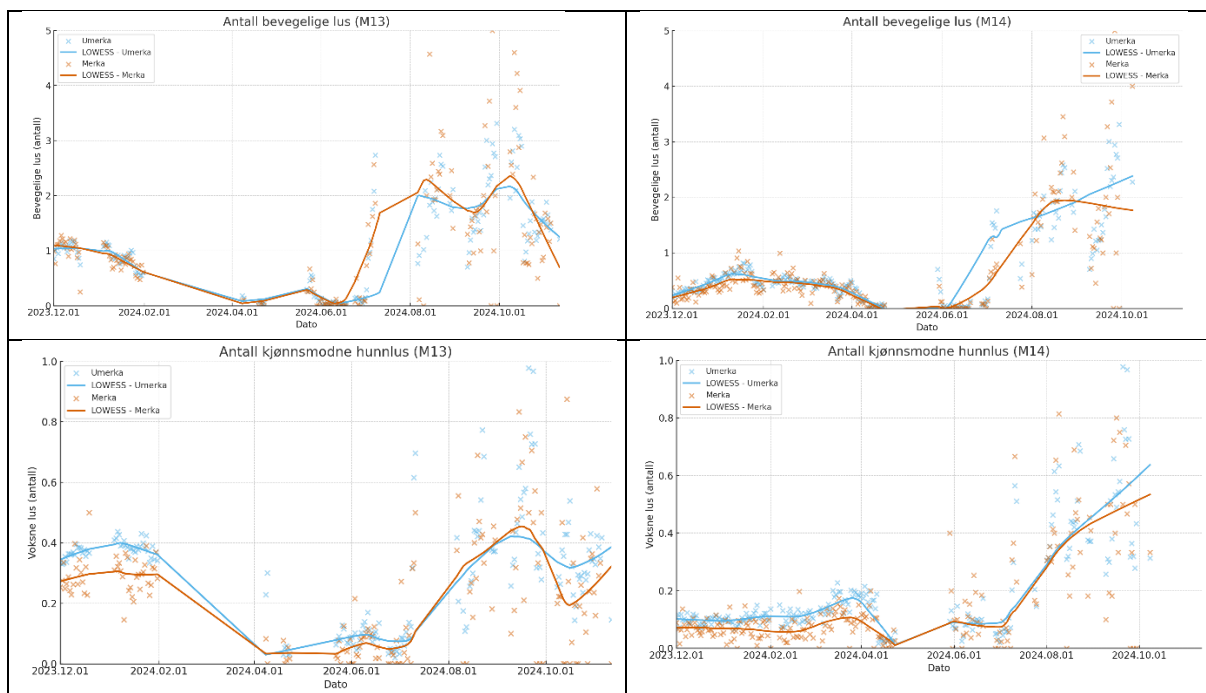 Antall bevegelige lus (M13)
Umerka
LOWESS - Umerka
Merka
LOWESS - Merka
Bevegelige lus (antall)
5
4
3
2
1
0
2023.12.01
2024.02.01
2024.04.01
2024.06.01
2024.08.01
2024.10.01
Dato
Antall bevegelige lus (M14)
Umerka
LOWESS - Umerka
Merka
LOWESS - Merka
Bevegelige lus (antall)
5
4
3
2
1
0
2023.12.01
2024.02.01
2024.04.01
2024.06.01
2024.08.01
2024.10.01
Dato
Antall kjønnsmodne hunnlus (M13)
Umerka
LOWESS - Umerka
Merka
LOWESS - Merka
Voksne lus (antall)
1.0
0.8
0.6
0.4
0.2
0.0
2023.12.01
2024.02.01
2024.04.01
2024.06.01
2024.08.01
2024.10.01
Dato
Antall kjønnsmodne hunnlus (M14)
Umerka
LOWESS - Umerka
Merka
LOWESS - Merka
Voksne lus (antall)
1.0
0.8
0.6
0.4
0.2
0.0
2023.12.01
2024.02.01
2024.04.01
2024.06.01
2024.08.01
2024.10.01
Dato